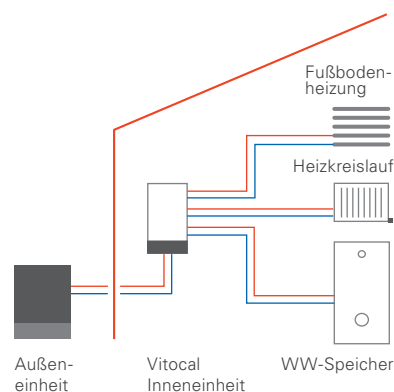 Fußboden-
heizung
Heizkreislauf
Außen-
einheit
Vitocal
Inneneinheit
WW-Speicher